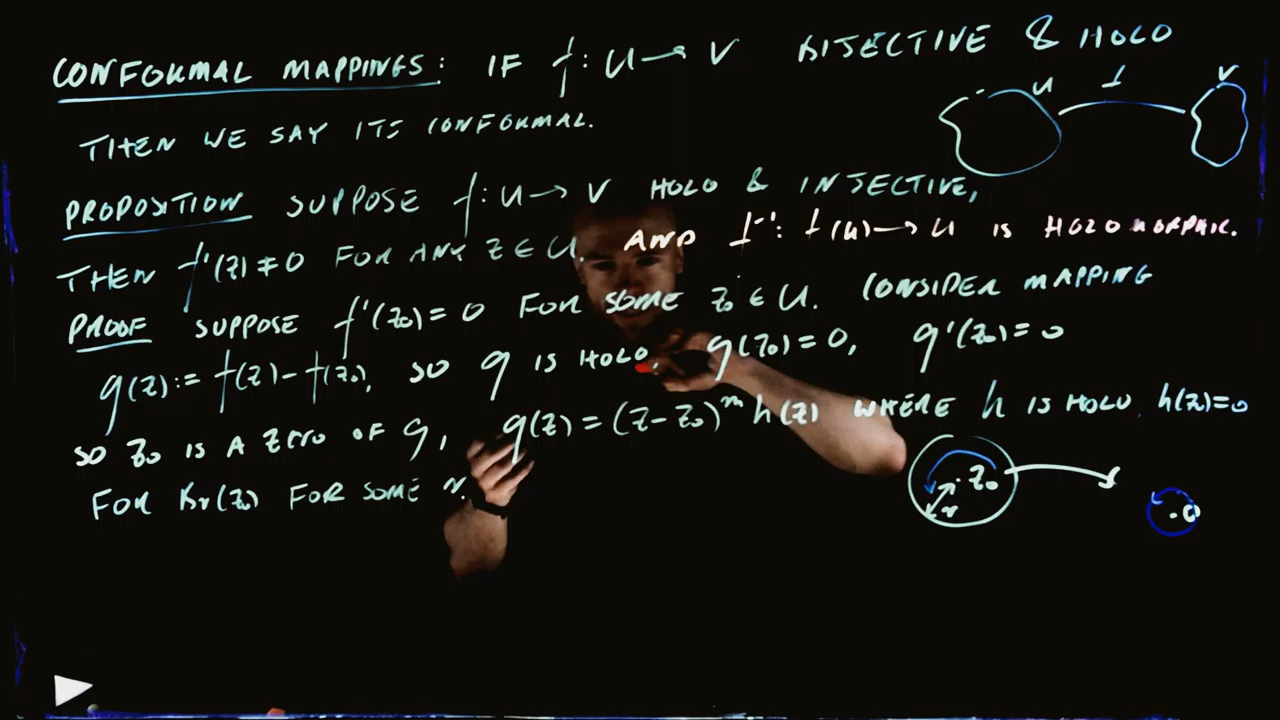 CONFORMAL MAPPINGS: IF f: U → V BIJECTIVE & HOLO
U f V
THEN WE SAY ITS CONFORMAL.
PROPOSITION SUPPOSE f: U → V HOLO & INJECTIVE,
THEN f'(z) ≠ 0 FOR ANY z ∈ U. AND f⁻¹: f(U) → U IS HOLOMORPHIC.
PROOF SUPPOSE f'(z₀) = 0 FOR SOME z₀ ∈ U. CONSIDER MAPPING
g(z) := f(z) - f(z₀), SO g IS HOLO, g(z₀) = 0, g'(z₀) = 0
SO z₀ IS A ZERO OF g, g(z) = (z - z₀)ᵐ h(z) WHERE h IS HOLO, h(z)=0
FOR Br(z₀) FOR SOME r.
z₀ r 0